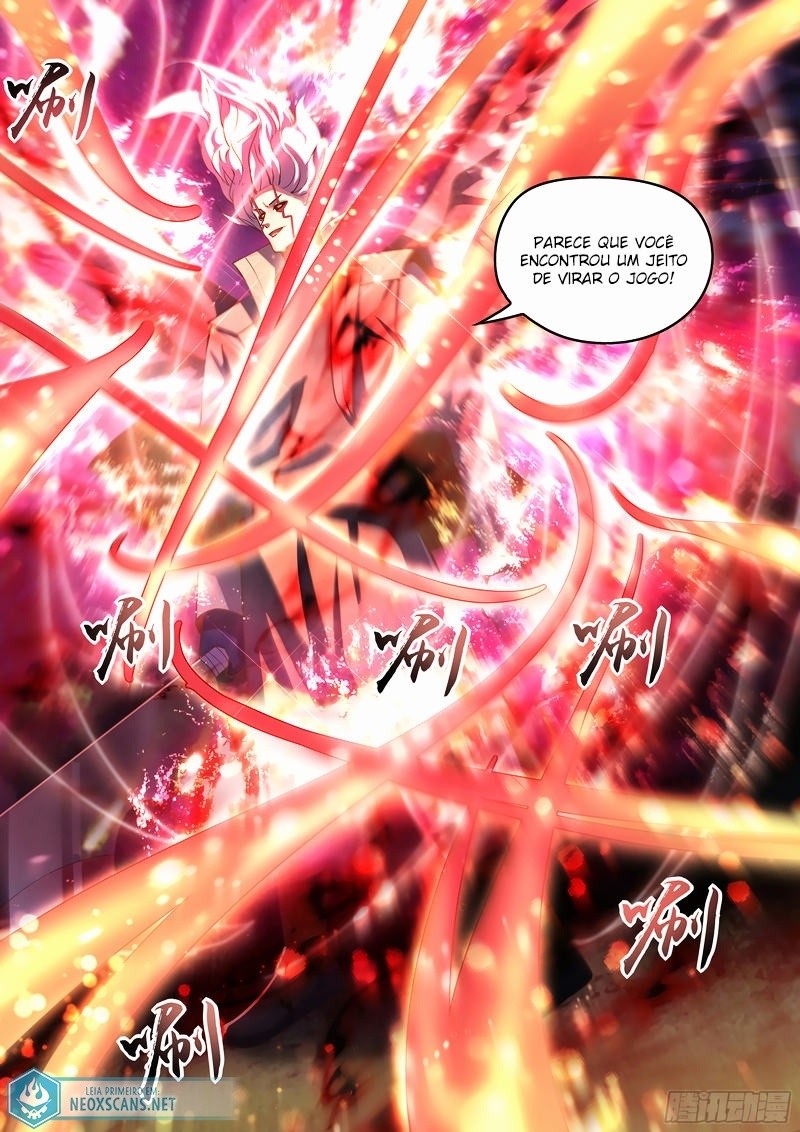 唰
PARECE QUE VOCÊ
ENCONTROU UM JEITO
DE VIRAR O JOGO!
唰
唰
唰
唰
唰
LEIA PRIMEIRO EM:
NEOXSCANS.NET
腾讯动漫